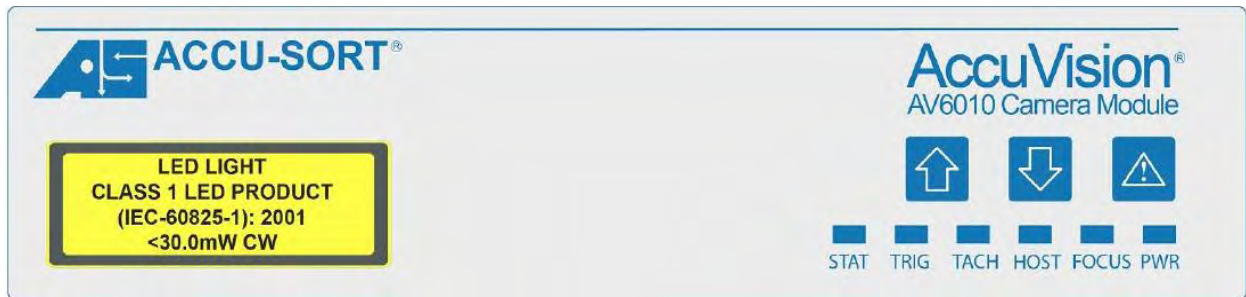 AS ACCU-SORT®
AccuVision®
AV6010 Camera Module
LED LIGHT
CLASS 1 LED PRODUCT
(IEC-60825-1): 2001
<30.0mW CW
STAT TRIG TACH HOST FOCUS PWR